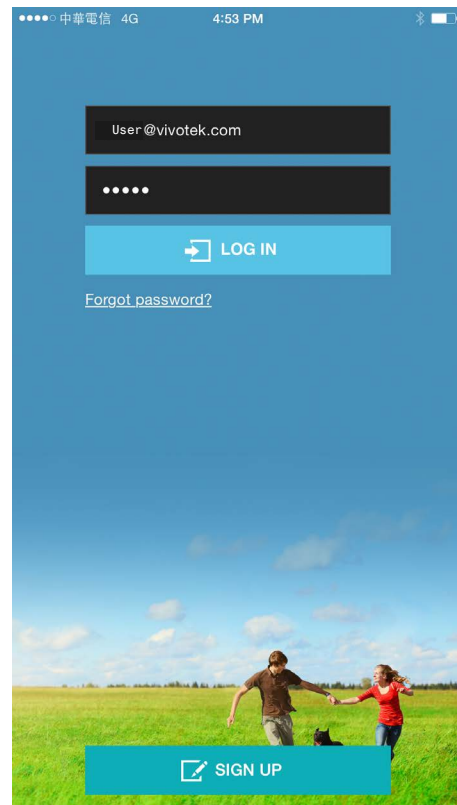 中華電信 4G 4:53 PM
User@vivotek.com
•••••
LOG IN
Forgot password?
SIGN UP